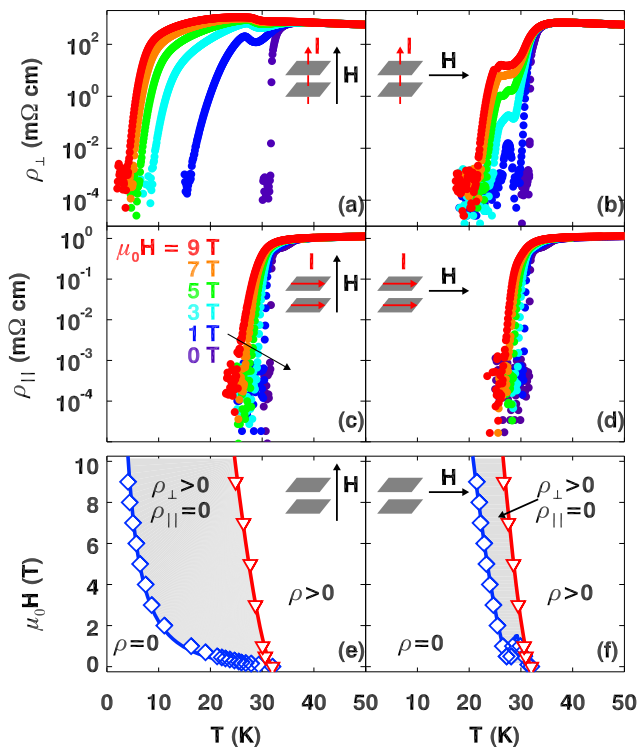 ρ⊥ (mΩ cm)
10²
10⁰
10⁻²
10⁻⁴
I
H
(a)
I
H
(b)
ρ|| (mΩ cm)
10⁰
10⁻¹
10⁻²
10⁻³
10⁻⁴
μ₀H = 9 T
7 T
5 T
3 T
1 T
0 T
I
H
(c)
I
H
(d)
μ₀H (T)
10
8
6
4
2
0
ρ⊥>0
ρ||=0
H
ρ>0
ρ=0
(e)
H
ρ⊥>0
ρ||=0
ρ>0
ρ=0
(f)
0 10 20 30 40 50 10 20 30 40 50
T (K) T (K)